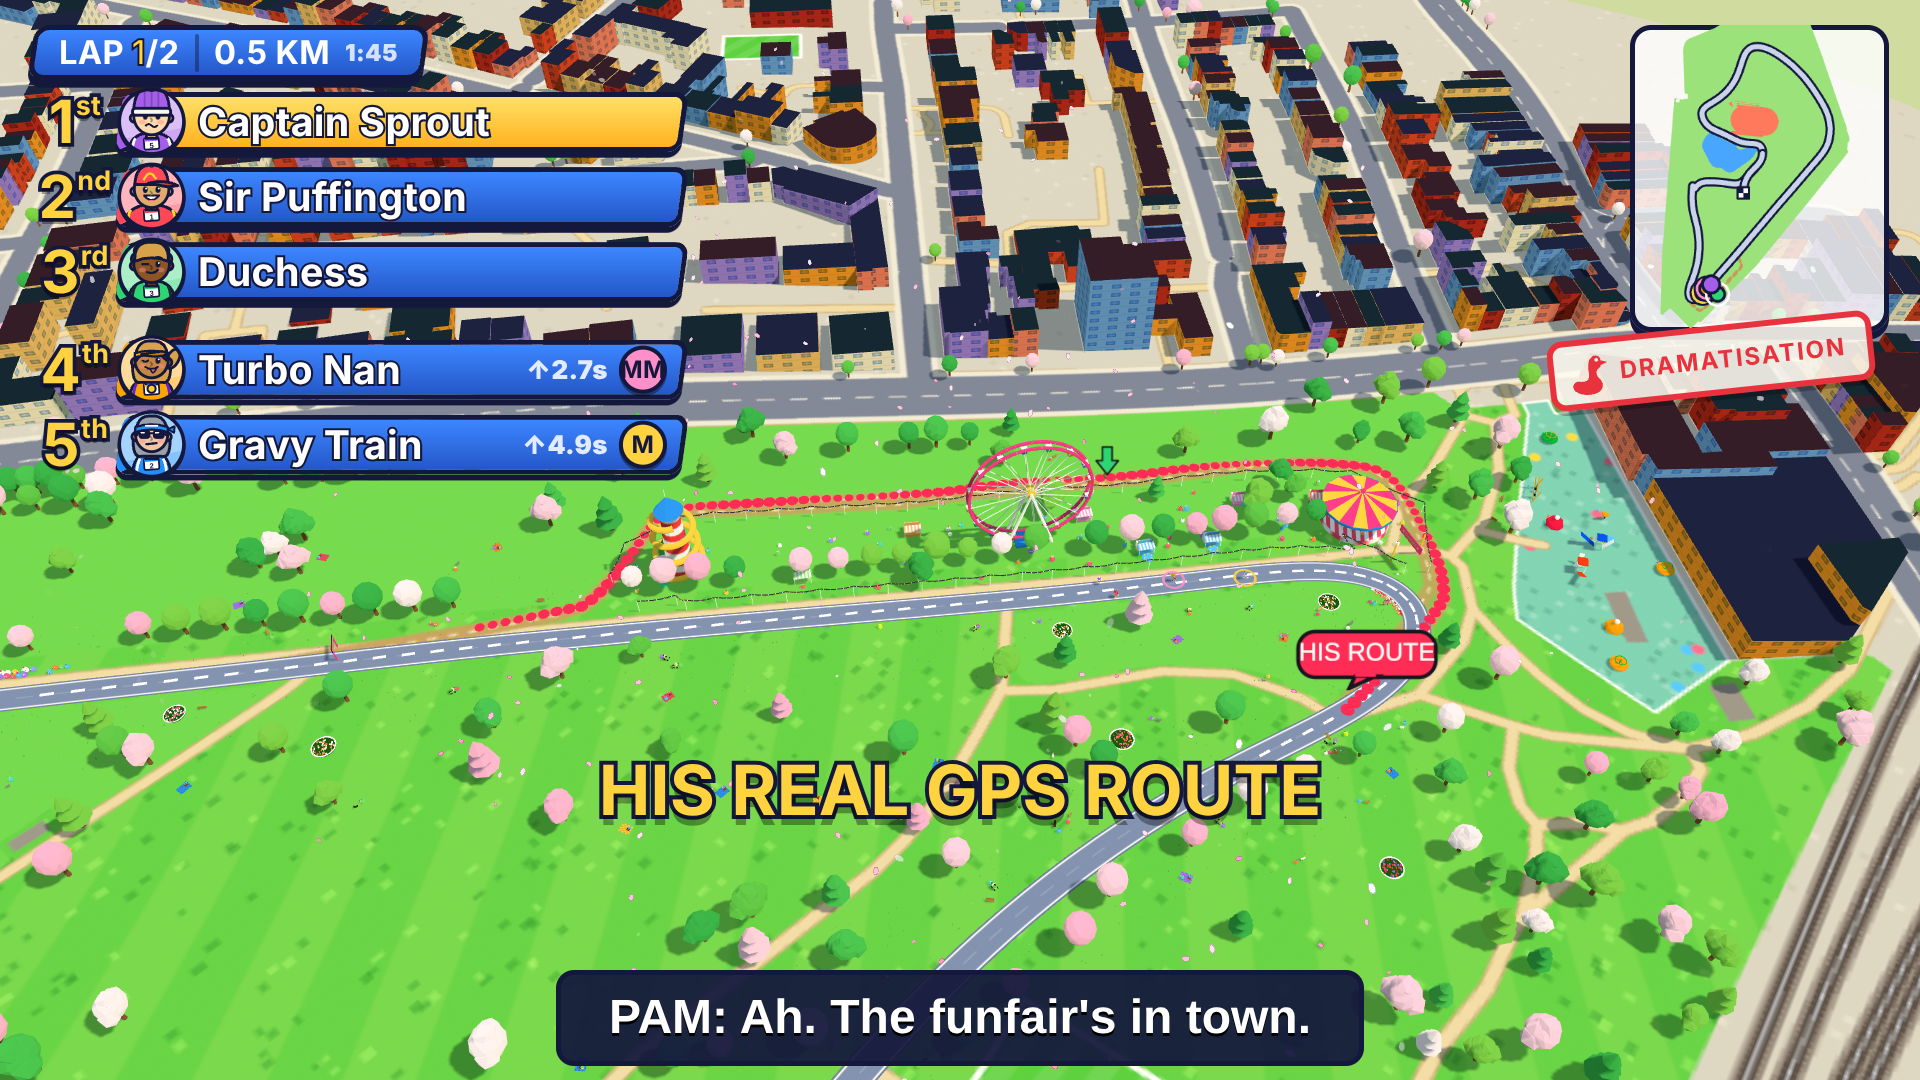 LAP 1/2 0.5 KM 1:45
1st Captain Sprout
2nd Sir Puffington
3rd Duchess
4th Turbo Nan ↑2.7s MM
5th Gravy Train ↑4.9s M
DRAMATISATION
HIS ROUTE
HIS REAL GPS ROUTE
PAM: Ah. The funfair's in town.